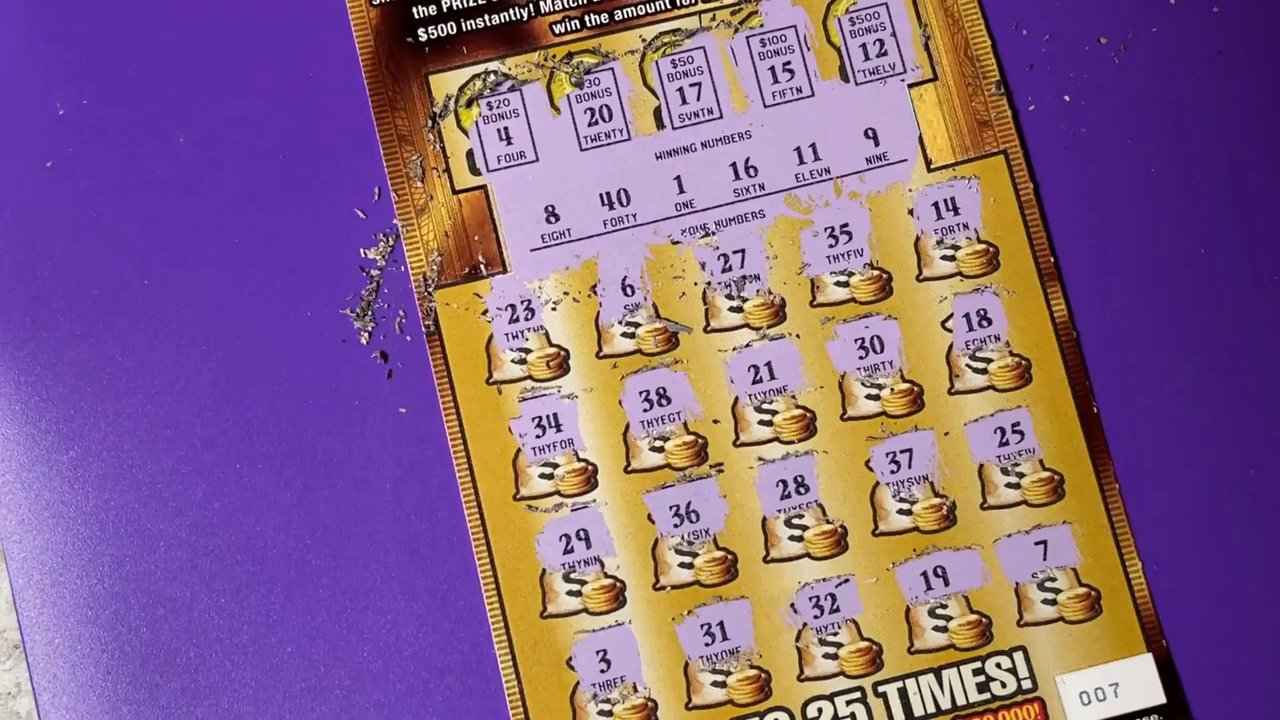 the PRIZE
$500 instantly! Match
win the amount for
$20 BONUS 4 FOUR
$30 BONUS 20 TWENTY
$50 BONUS 17 SVNTN
$100 BONUS 15 FIFTN
$500 BONUS 12 TWELV
WINNING NUMBERS
8 40 1 16 11 9
EIGHT FORTY ONE SIXTN ELEVN NINE
YOUR NUMBERS
23 6 27 35 14
SIX THYFIV FORTN
34 38 21 30 18
THYFOR THYEGT TWYONE THIRTY EGHTN
29 36 28 37 25
THYNIN THYSVN
3 31 32 19 7
THREE THYONE
25 TIMES!
007